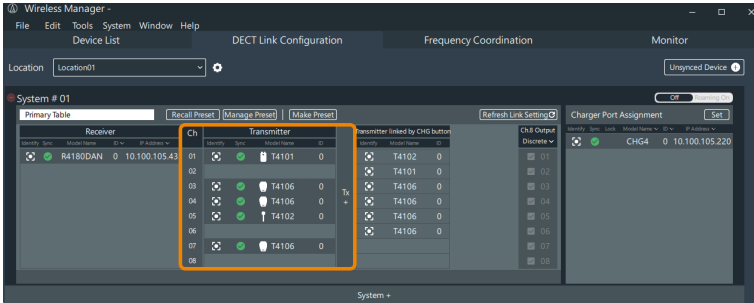 Wireless Manager -
File Edit Tools System Window Help
Device List DECT Link Configuration Frequency Coordination Monitor
Location Location01 Unsynced Device
System # 01 Off Roaming On
Primary Table Recall Preset Manage Preset Make Preset Refresh Link Setting Charger Port Assignment Set
Receiver Ch Transmitter Transmitter linked by CHG button Ch.8 Output
Identify Sync Model Name ID IP Address Identify Sync Model Name ID Identify Model Name ID Discrete Identify Sync Lock Model Name ID IP Address
R4180DAN 0 10.100.105.43 01 T4101 0 T4102 0 01 CHG4 0 10.100.105.220
02 T4101 0 02
03 T4106 0 Tx T4106 0 03
04 T4106 0 + T4106 0 04
05 T4102 0 T4106 0 05
06 T4106 0 06
07 T4106 0 07
08 08
System +